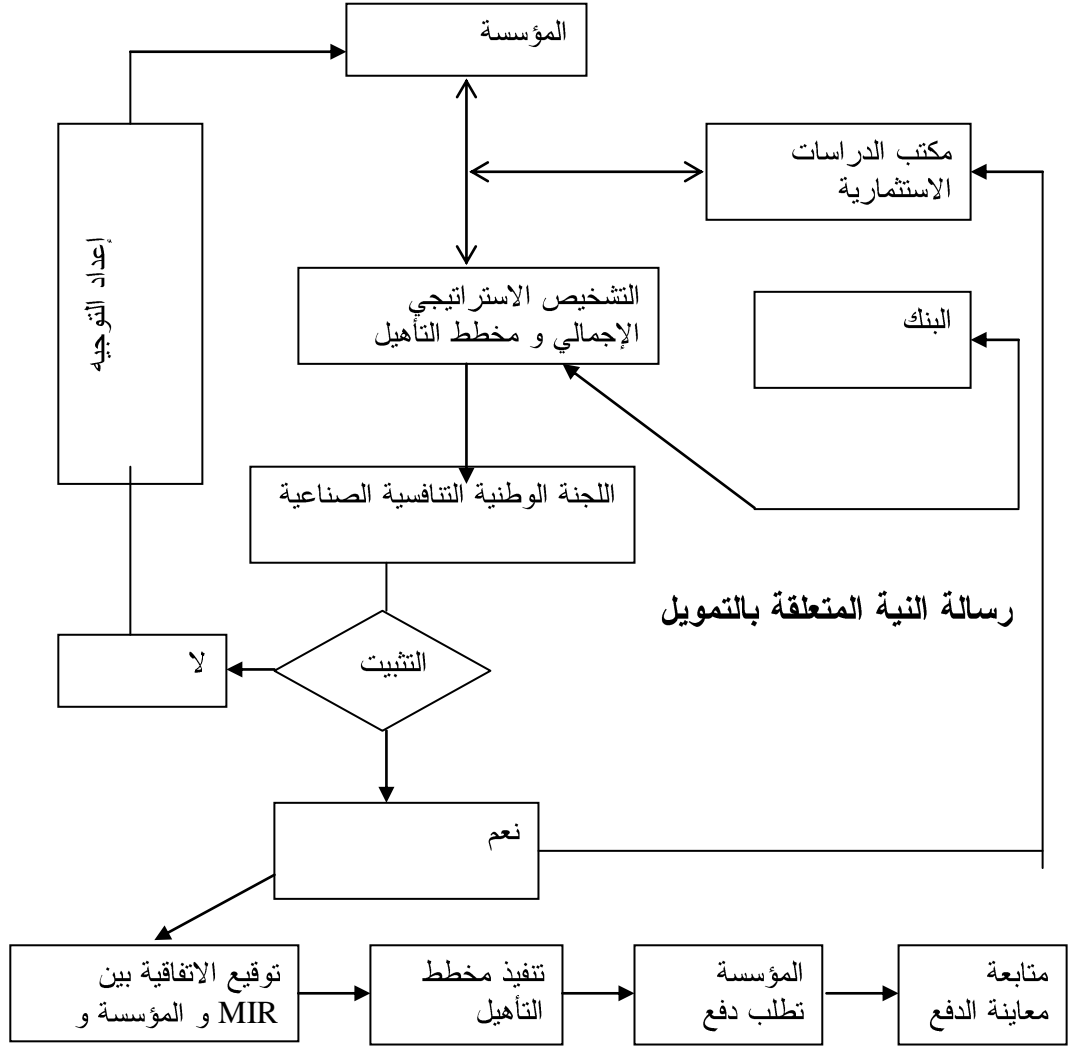 المؤسسة
مكتب الدراسات
الاستثمارية
إعداد التوجيه
التشخيص الاستراتيجي
الإجمالي و مخطط التأهيل
البنك
اللجنة الوطنية التنافسية الصناعية
رسالة النية المتعلقة بالتمويل
التثبيت
لا
نعم
توقيع الاتفاقية بين
MIR و المؤسسة و
تنفيذ مخطط
التأهيل
المؤسسة
تطلب دفع
متابعة
معاينة الدفع